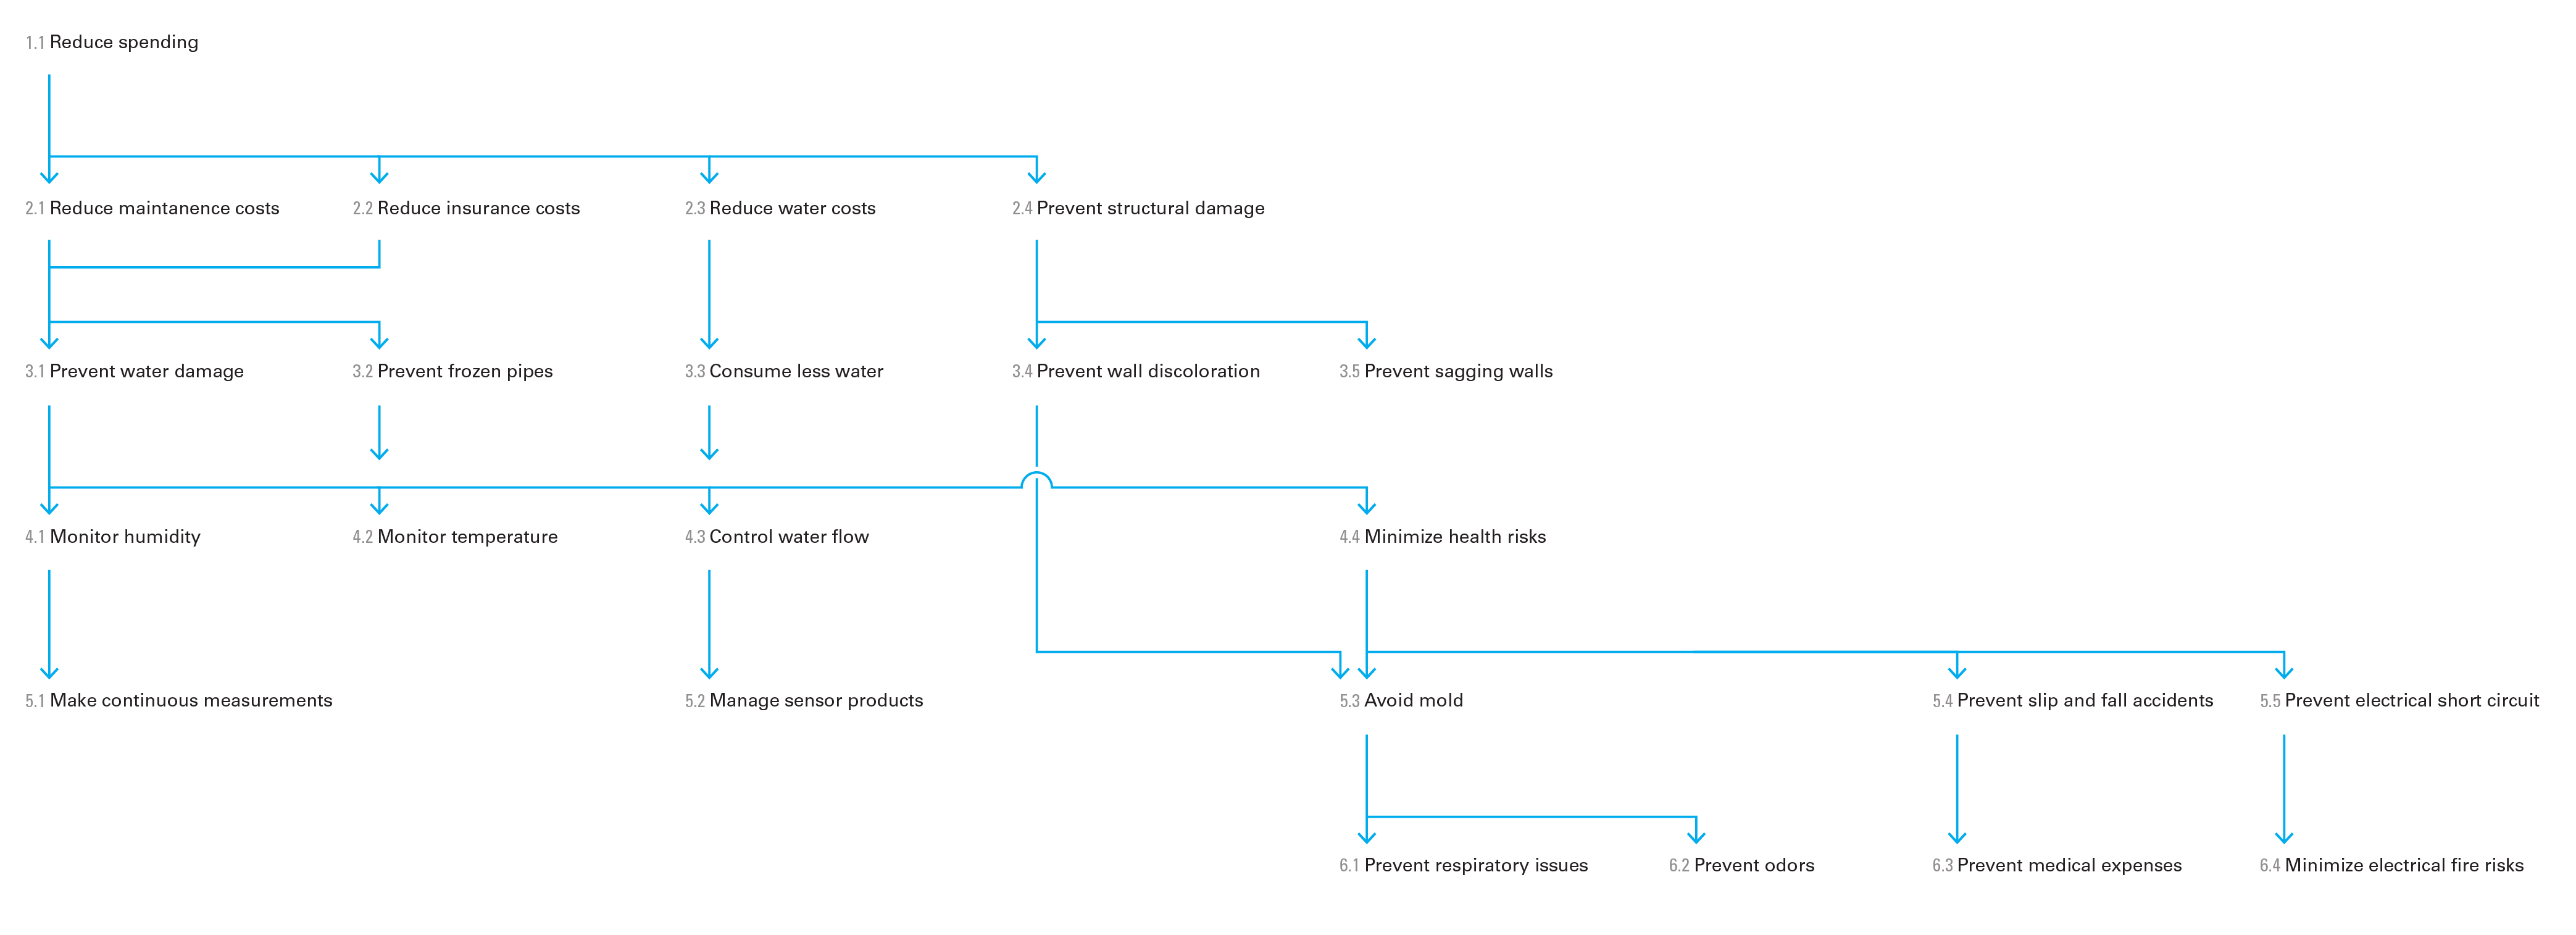 1.1 Reduce spending
2.1 Reduce maintanence costs
2.2 Reduce insurance costs
2.3 Reduce water costs
2.4 Prevent structural damage
3.1 Prevent water damage
3.2 Prevent frozen pipes
3.3 Consume less water
3.4 Prevent wall discoloration
3.5 Prevent sagging walls
4.1 Monitor humidity
4.2 Monitor temperature
4.3 Control water flow
4.4 Minimize health risks
5.1 Make continuous measurements
5.2 Manage sensor products
5.3 Avoid mold
5.4 Prevent slip and fall accidents
5.5 Prevent electrical short circuit
6.1 Prevent respiratory issues
6.2 Prevent odors
6.3 Prevent medical expenses
6.4 Minimize electrical fire risks